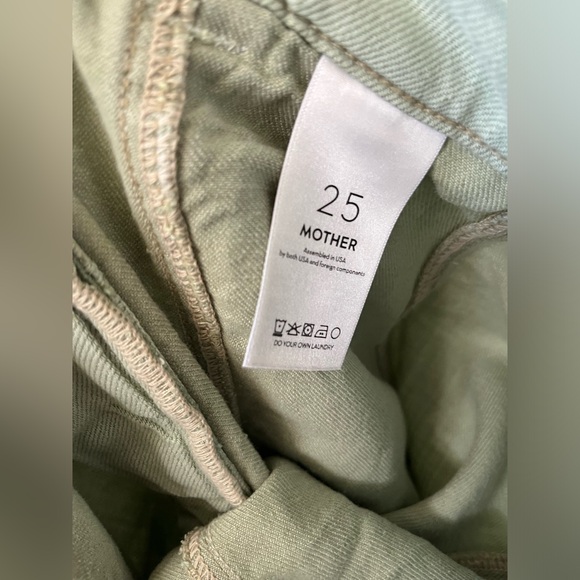 25
MOTHER
Assembled in USA
by both USA and foreign components
DO YOUR OWN LAUNDRY